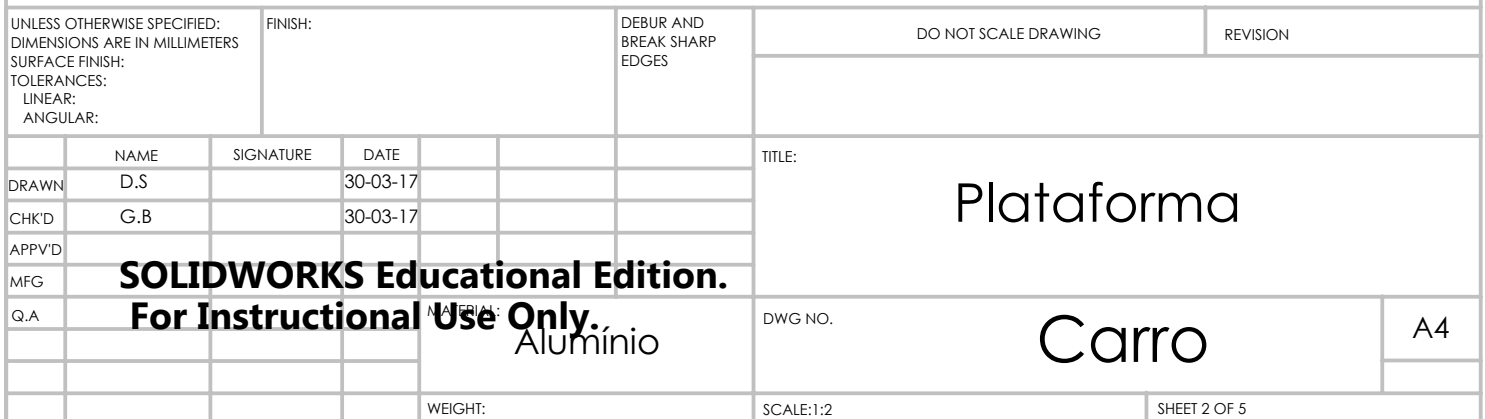 UNLESS OTHERWISE SPECIFIED:
DIMENSIONS ARE IN MILLIMETERS
SURFACE FINISH:
TOLERANCES:
LINEAR:
ANGULAR:
FINISH:
DEBUR AND
BREAK SHARP
EDGES
DO NOT SCALE DRAWING
REVISION
NAME SIGNATURE DATE
DRAWN D.S 30-03-17
CHK'D G.B 30-03-17
APPV'D
MFG
Q.A
SOLIDWORKS Educational Edition.
For Instructional Use Only.
MATERIAL:
Alumínio
WEIGHT:
TITLE:
Plataforma
DWG NO.
Carro
A4
SCALE:1:2
SHEET 2 OF 5